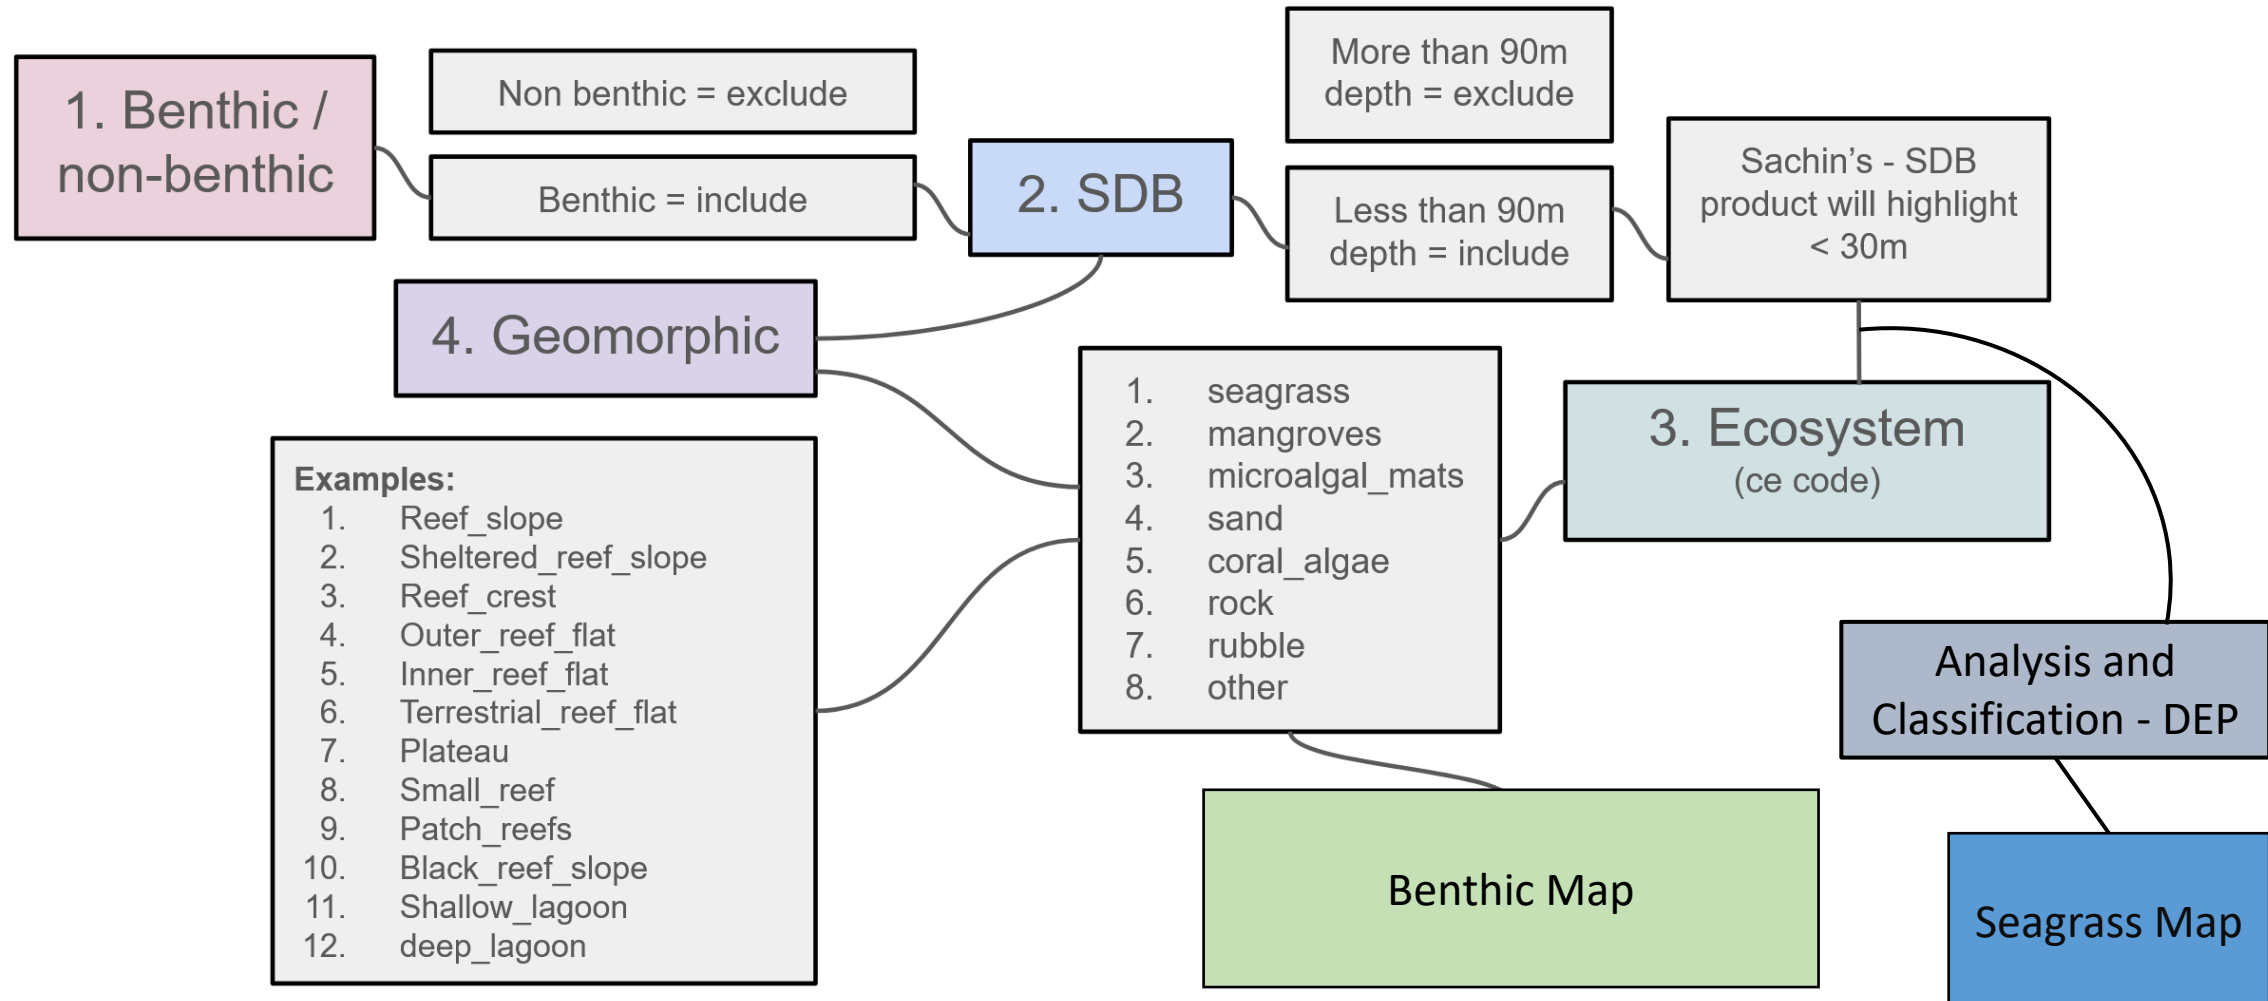 1. Benthic /
non-benthic
Non benthic = exclude
Benthic = include
2. SDB
More than 90m
depth = exclude
Less than 90m
depth = include
Sachin’s - SDB
product will highlight
< 30m
4. Geomorphic
3. Ecosystem
(ce code)
1. seagrass
2. mangroves
3. microalgal_mats
4. sand
5. coral_algae
6. rock
7. rubble
8. other
Examples:
1. Reef_slope
2. Sheltered_reef_slope
3. Reef_crest
4. Outer_reef_flat
5. Inner_reef_flat
6. Terrestrial_reef_flat
7. Plateau
8. Small_reef
9. Patch_reefs
10. Black_reef_slope
11. Shallow_lagoon
12. deep_lagoon
Analysis and
Classification - DEP
Benthic Map
Seagrass Map